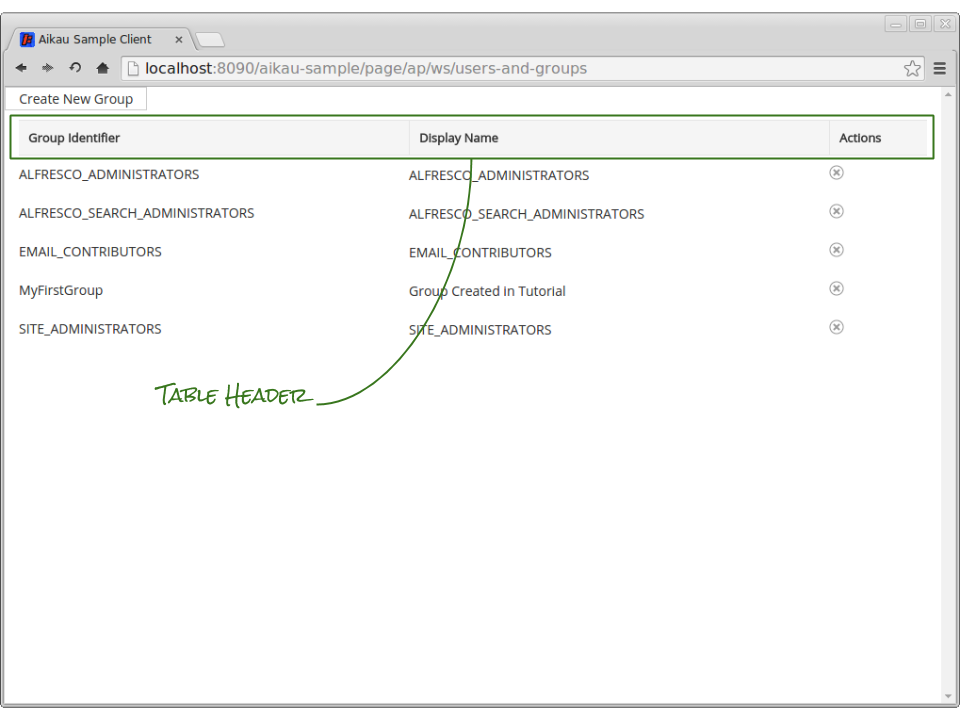 Aikau Sample Client
localhost:8090/aikau-sample/page/ap/ws/users-and-groups
Create New Group
Group Identifier Display Name Actions
ALFRESCO_ADMINISTRATORS ALFRESCO_ADMINISTRATORS
ALFRESCO_SEARCH_ADMINISTRATORS ALFRESCO_SEARCH_ADMINISTRATORS
EMAIL_CONTRIBUTORS EMAIL_CONTRIBUTORS
MyFirstGroup Group Created in Tutorial
SITE_ADMINISTRATORS SITE_ADMINISTRATORS
Table Header